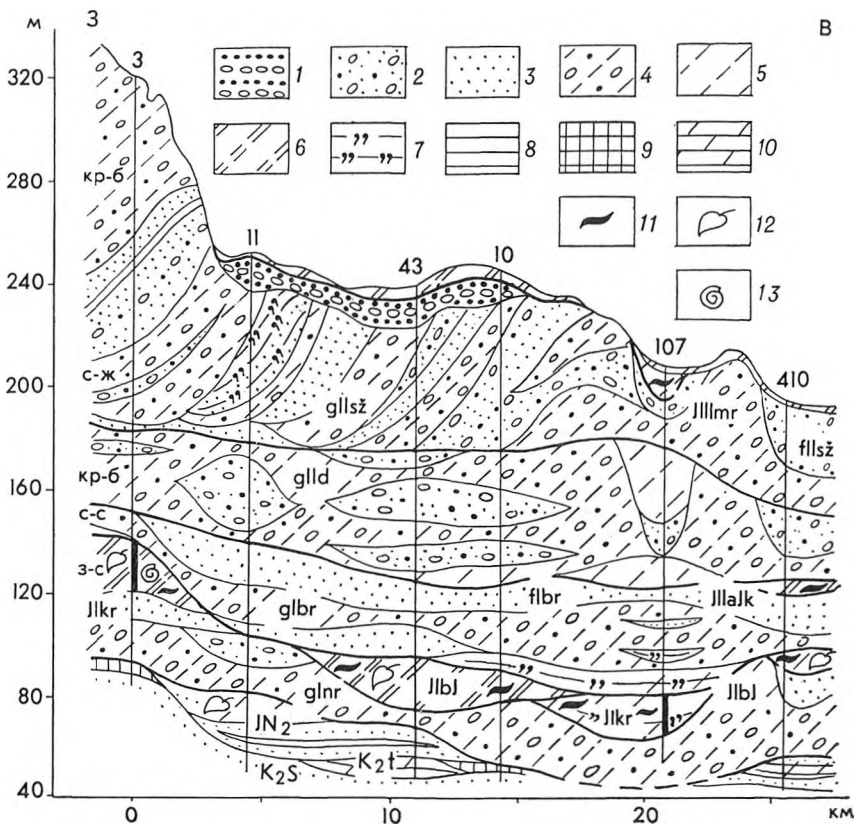 м
З
В
320
280
240
200
160
120
80
40
0
10
20
км
3
11
43
10
107
410
1
2
3
4
5
6
7
8
9
10
11
12
13
кр-б
с-ж
кр-б
с-с
з-с
gIIsž
JIIImr
fIIsž
gIId
gIbr
fIbr
JIIaJk
JIkr
gInr
JIbJ
JIkr
JIbJ
JN₂
K₂S
K₂t